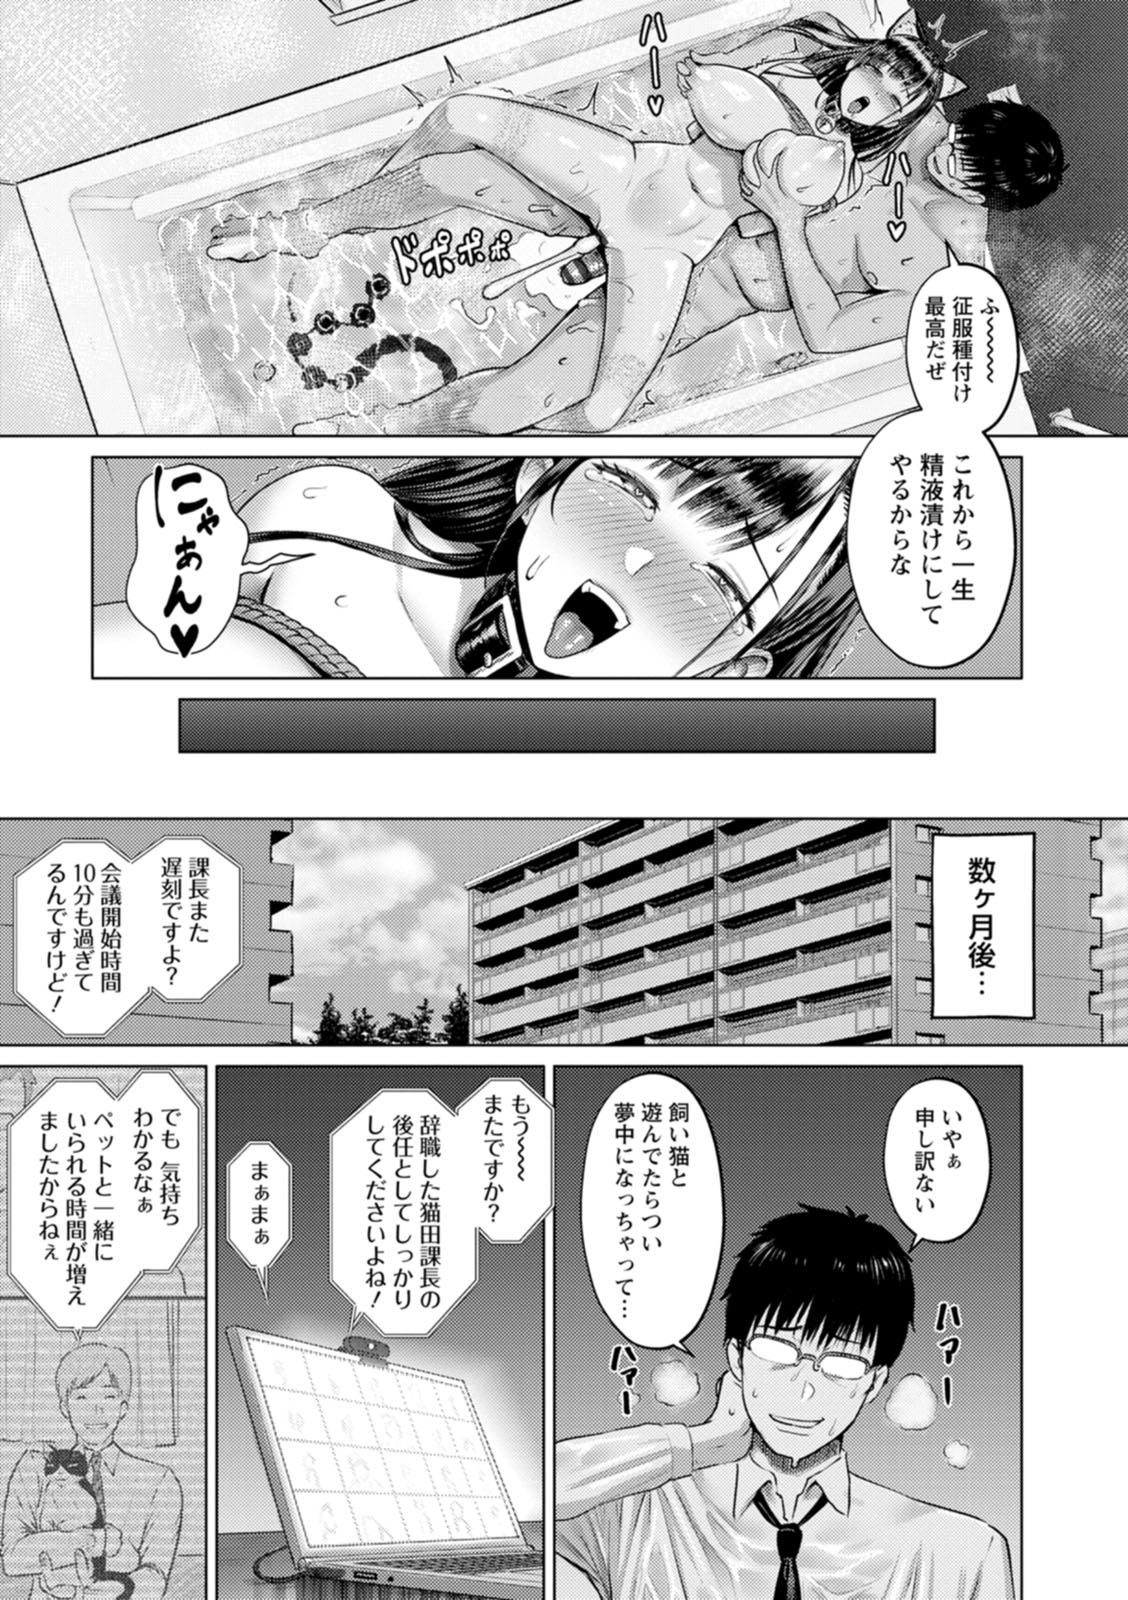 ハー♥
ハー♥
ドポポポ
ふ〜〜〜〜
征服種付け
最高だぜ
これから一生
精液漬けにして
やるからな
にゃぁん♥
数ヶ月後…
課長また
遅刻ですよ?
会議開始時間
10分も過ぎて
るんですけど!
いやぁ
申し訳ない
飼い猫と
遊んでたらつい
夢中になっちゃって…
ハァー
ハァー
もう〜〜〜
またですか?
辞職した猫田課長の
後任としてしっかり
してくださいよね!
まぁまぁ
でも 気持ち
わかるなぁ
ペットと一緒に
いられる時間が増え
ましたからねぇ